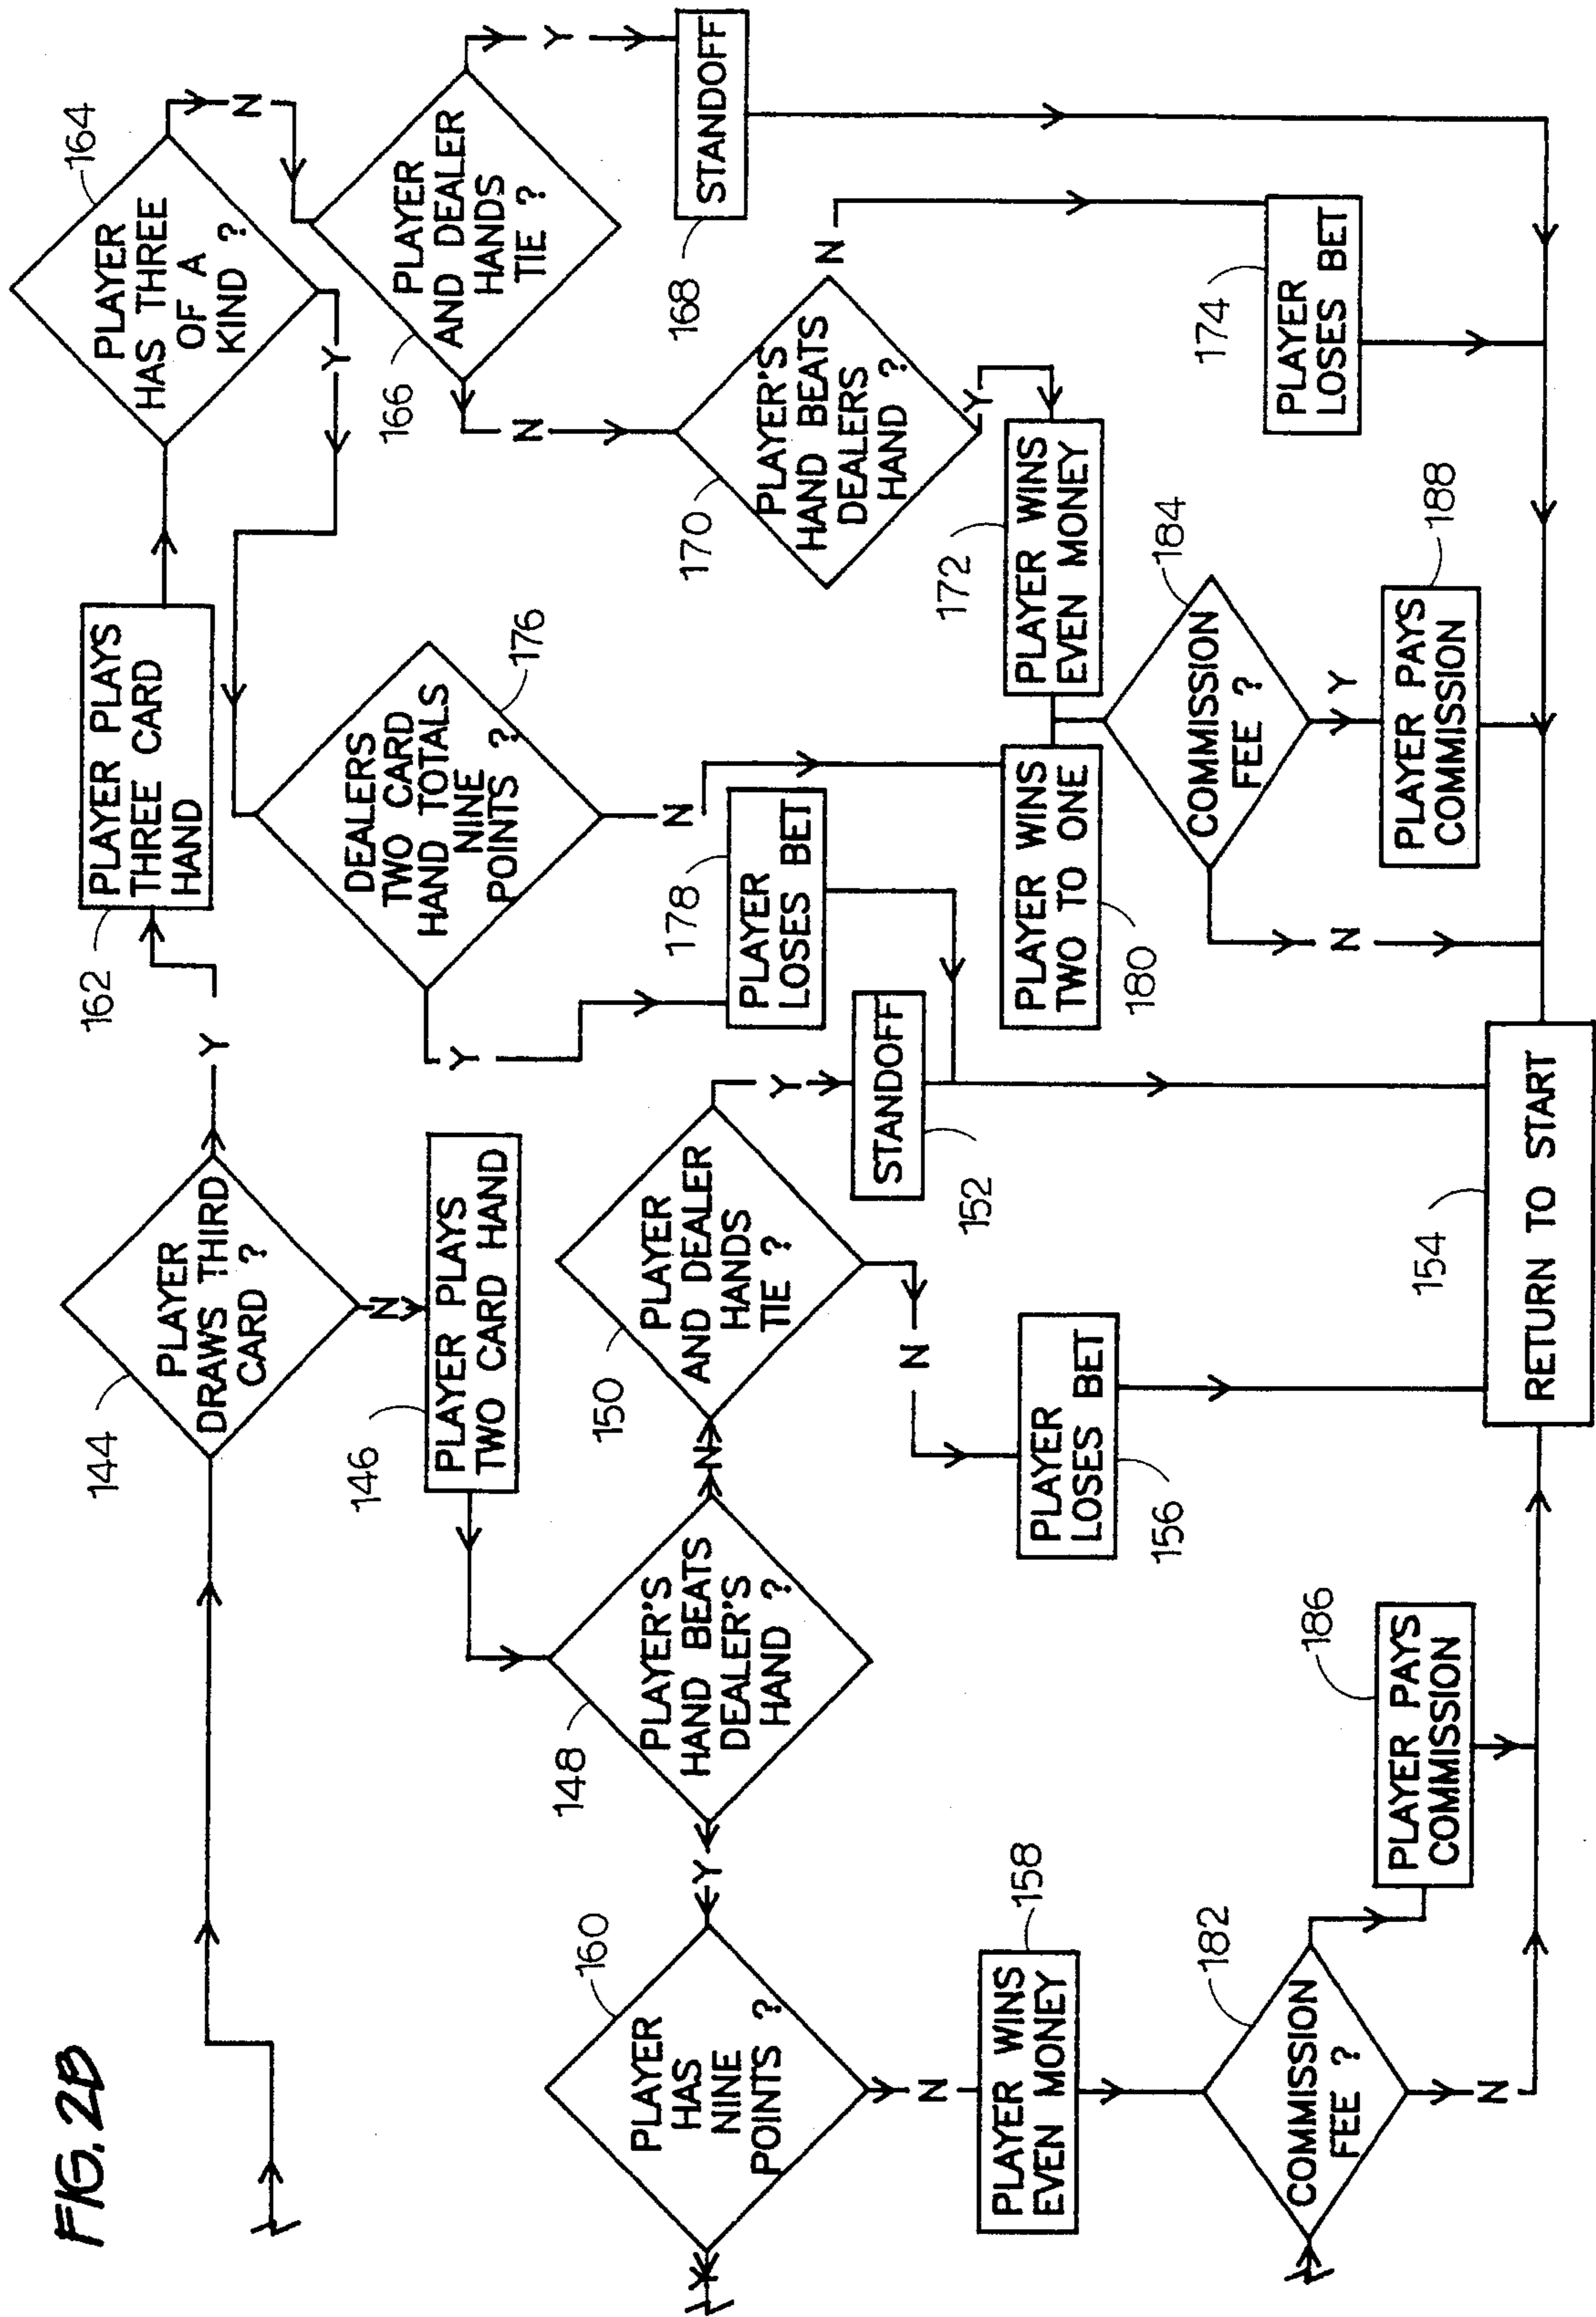 FIG. 2B
144
PLAYER
DRAWS THIRD
CARD ?
Y
N
162
PLAYER PLAYS
THREE CARD
HAND
164
PLAYER
HAS THREE
OF A
KIND ?
N
Y
146
PLAYER PLAYS
TWO CARD HAND
176
DEALERS
TWO CARD
HAND TOTALS
NINE
POINTS ?
Y
N
166
PLAYER
AND DEALER
HANDS
TIE ?
Y
N
160
PLAYER
HAS
NINE
POINTS ?
Y
N
148
PLAYER'S
HAND BEATS
DEALER'S
HAND ?
Y
N
150
PLAYER
AND DEALER
HANDS
TIE ?
Y
N
178
PLAYER
LOSES BET
170
PLAYER'S
HAND BEATS
DEALERS
HAND ?
N
Y
168
STANDOFF
152
STANDOFF
158
PLAYER WINS
EVEN MONEY
156
PLAYER
LOSES BET
180
PLAYER WINS
TWO TO ONE
172
PLAYER WINS
EVEN MONEY
174
PLAYER
LOSES BET
182
COMMISSION
FEE ?
N
186
PLAYER PAYS
COMMISSION
184
COMMISSION
FEE ?
N
Y
188
PLAYER PAYS
COMMISSION
154
RETURN TO START